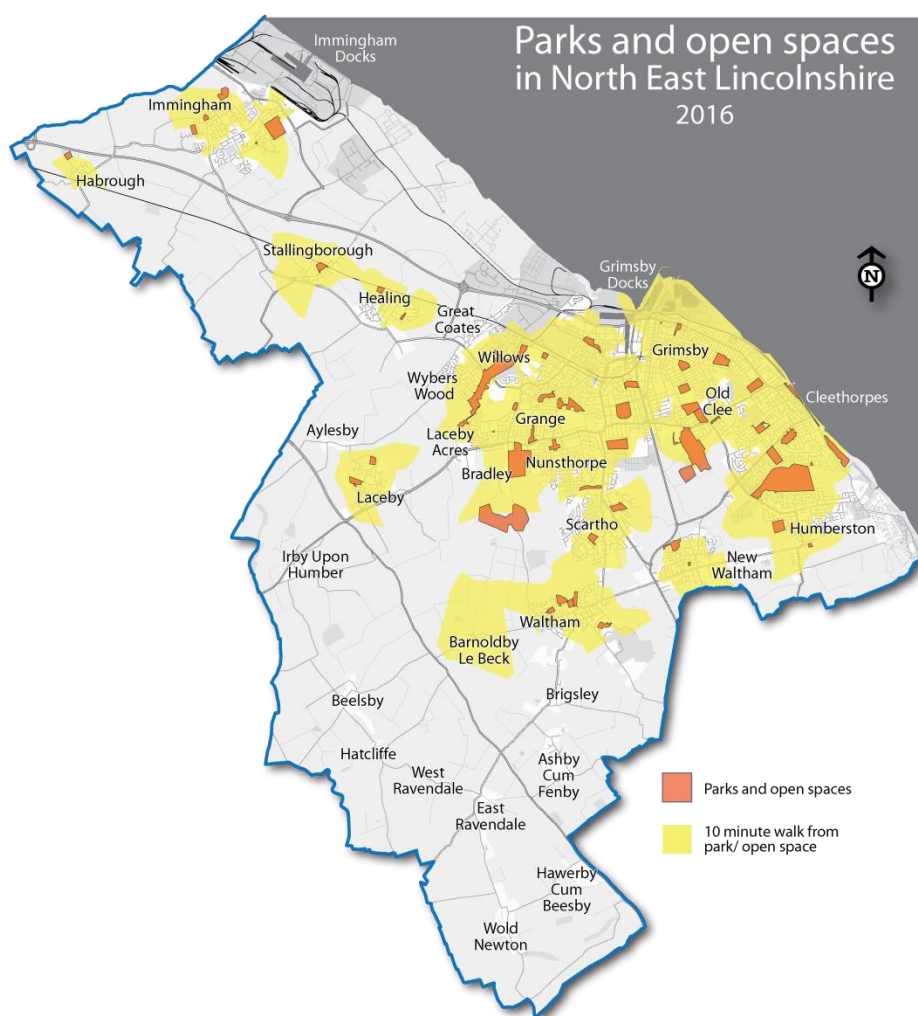 Parks and open spaces
in North East Lincolnshire
2016
Immingham
Docks
Immingham
Habrough
Stallingborough
Healing
Great
Coates
Grimsby
Docks
N
Willows
Grimsby
Wybers
Wood
Old
Clee
Cleethorpes
Grange
Aylesby
Laceby
Acres
Nunsthorpe
Bradley
Laceby
Scartho
Humberston
Irby Upon
Humber
New
Waltham
Waltham
Barnoldby
Le Beck
Beelsby
Brigsley
Hatcliffe
Ashby
Cum
Fenby
West
Ravendale
East
Ravendale
Parks and open spaces
10 minute walk from
park/ open space
Hawerby
Cum
Beesby
Wold
Newton